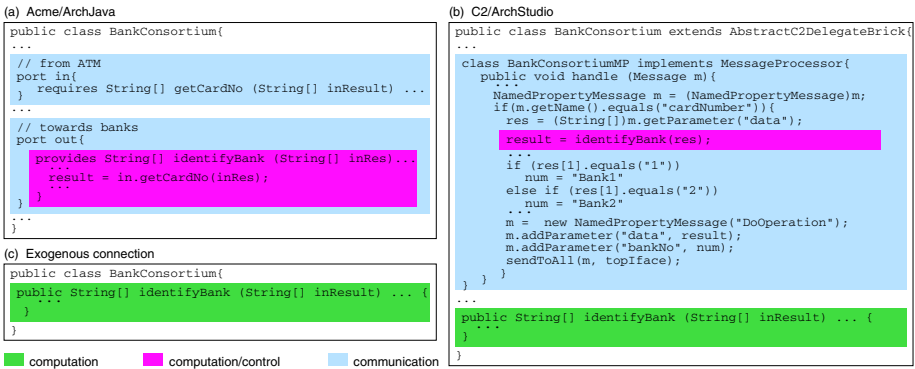 (a) Acme/ArchJava
public class BankConsortium{
...
// from ATM
port in{
requires String[] getCardNo (String[] inResult) ...
}
...
// towards banks
port out{
provides String[] identifyBank (String[] inRes)...
...
result = in.getCardNo(inRes);
...
}
}
...
}
(c) Exogenous connection
public class BankConsortium{
public String[] identifyBank (String[] inResult) ... {
...
}
}
(b) C2/ArchStudio
public class BankConsortium extends AbstractC2DelegateBrick{
...
class BankConsortiumMP implements MessageProcessor{
public void handle (Message m){
...
NamedPropertyMessage m = (NamedPropertyMessage)m;
if(m.getName().equals("cardNumber")){
res = (String[])m.getParameter("data");
result = identifyBank(res);
...
if (res[1].equals("1"))
num = "Bank1"
else if (res[1].equals("2"))
num = "Bank2"
...
m = new NamedPropertyMessage("DoOperation");
m.addParameter("data", result);
m.addParameter("bankNo", num);
sendToAll(m, topIface);
}
} }
...
public String[] identifyBank (String[] inResult) ... {
...
}
}
computation computation/control communication